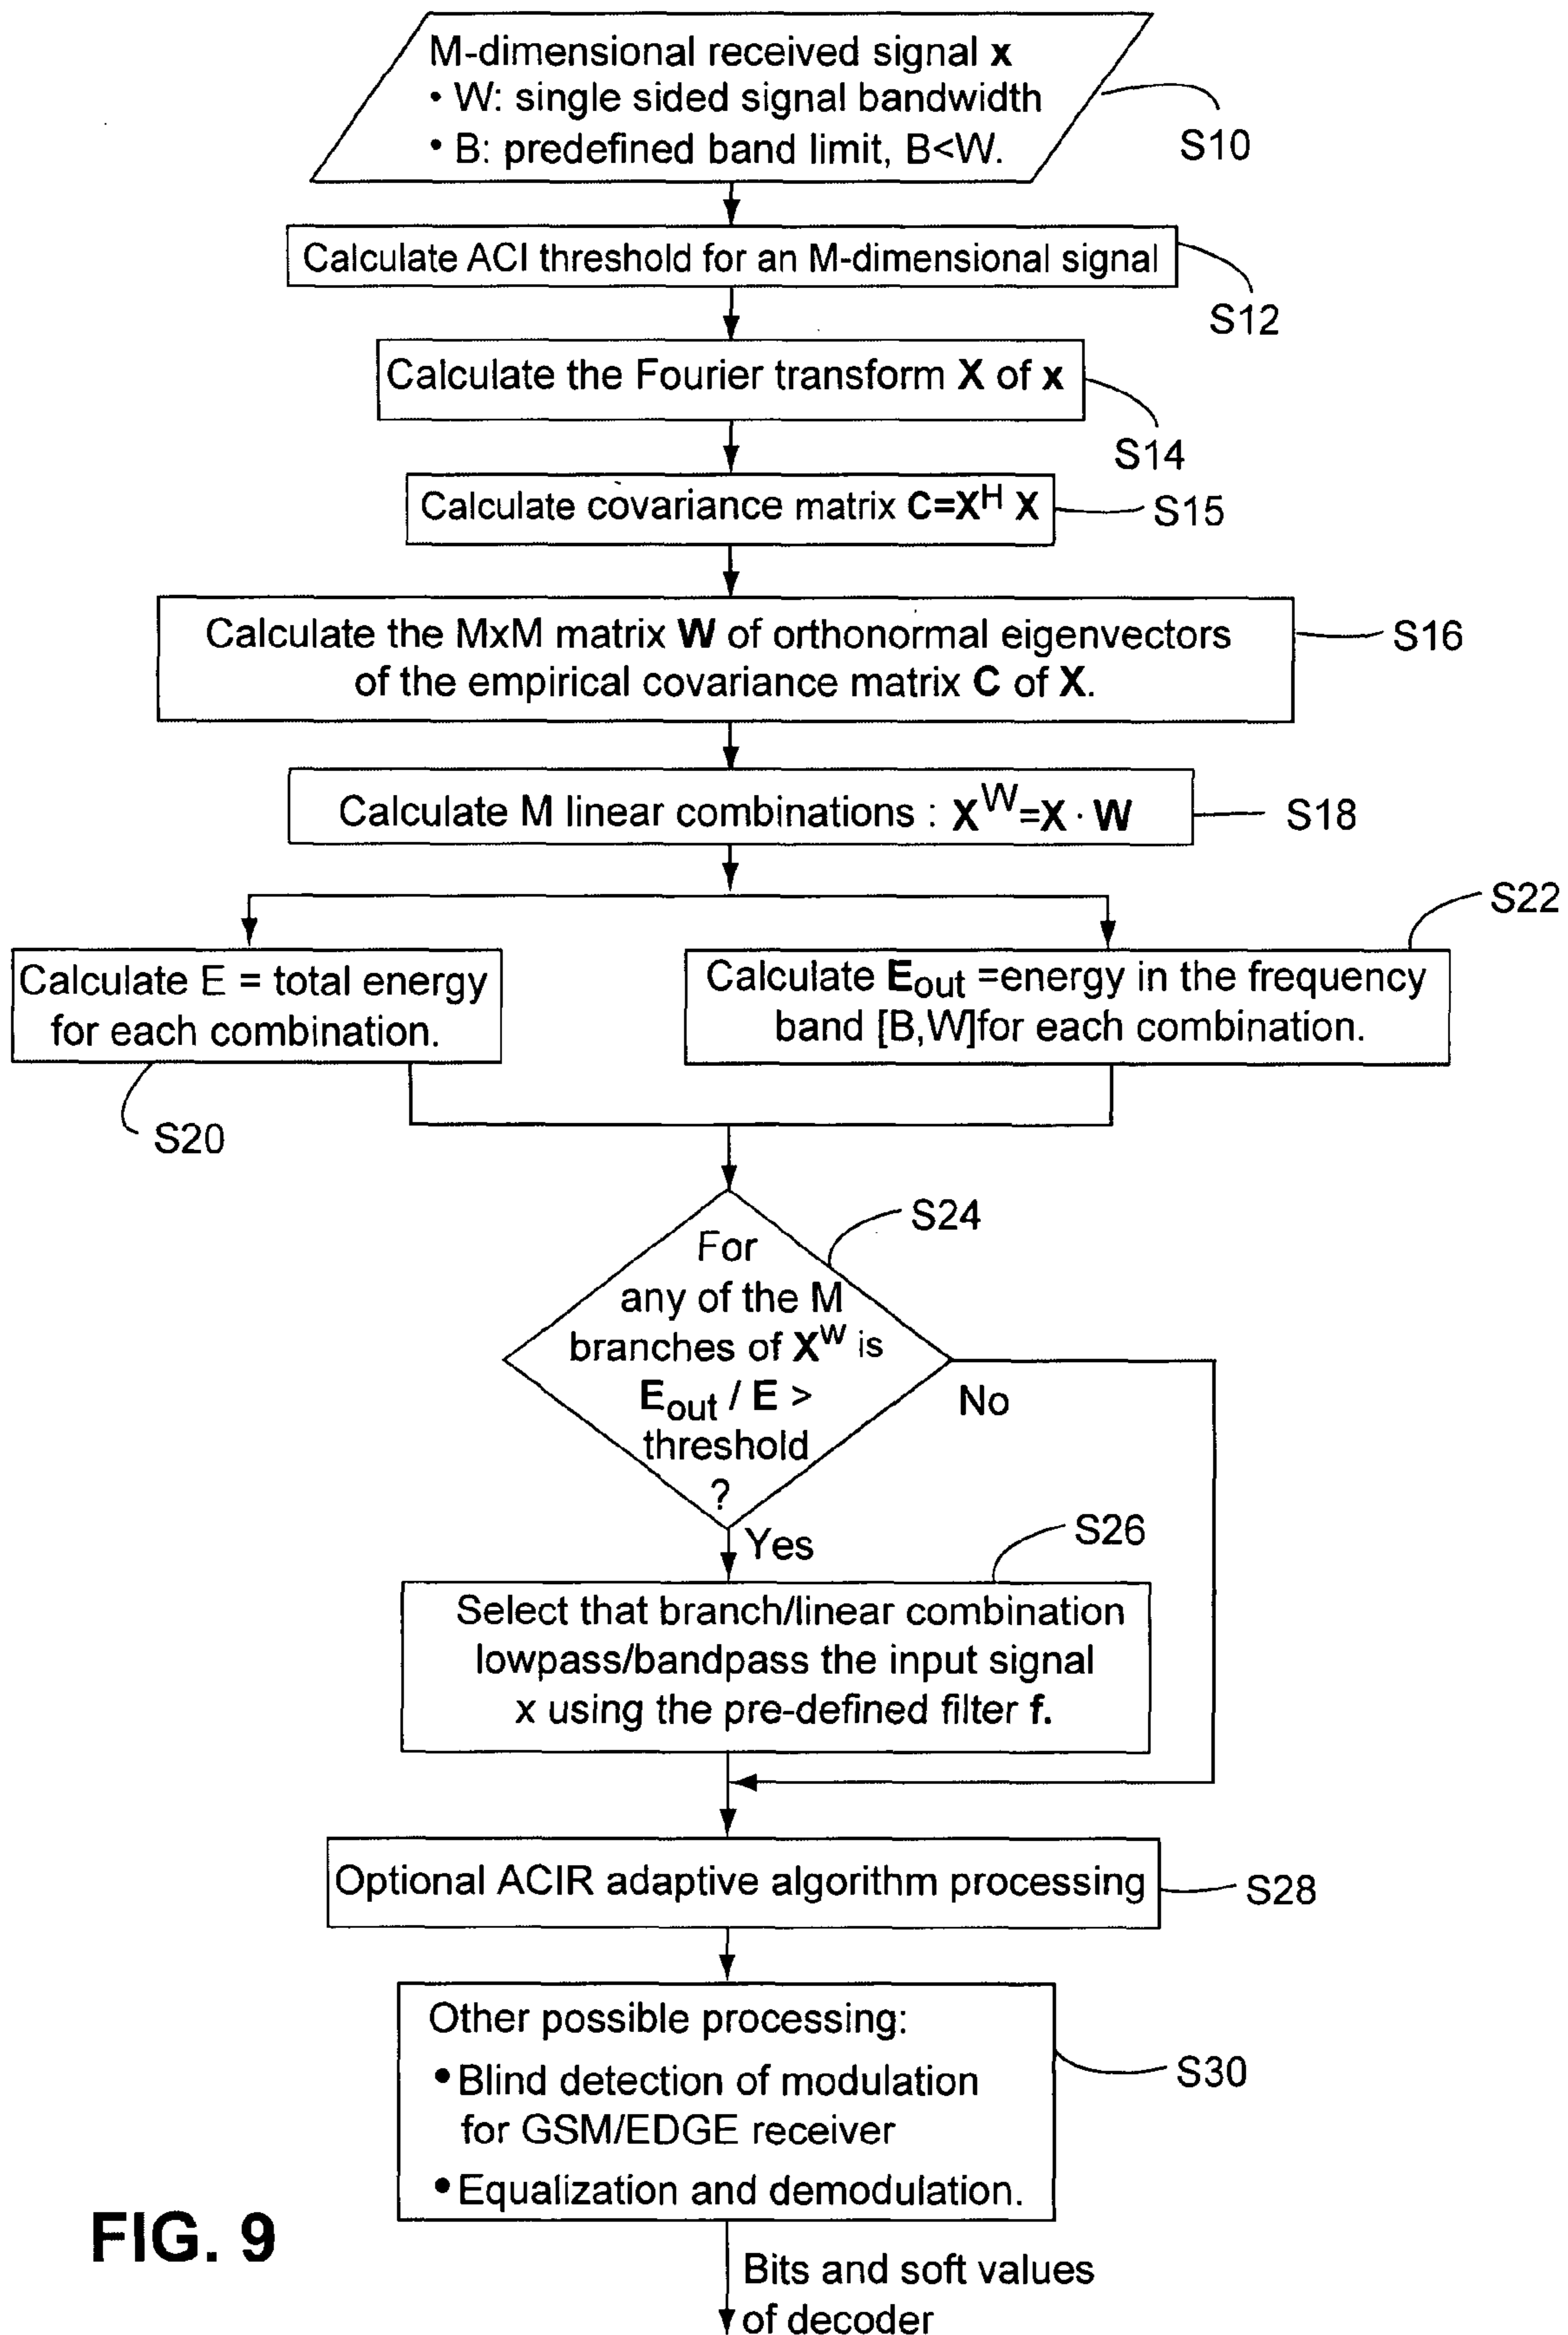 M-dimensional received signal x
• W: single sided signal bandwidth
• B: predefined band limit, B<W.
S10
Calculate ACI threshold for an M-dimensional signal
S12
Calculate the Fourier transform X of x
S14
Calculate covariance matrix C=X^H X
S15
Calculate the MxM matrix W of orthonormal eigenvectors
of the empirical covariance matrix C of X.
S16
Calculate M linear combinations : X^W=X · W
S18
S22
Calculate E = total energy
for each combination.
S20
Calculate Eout =energy in the frequency
band [B,W]for each combination.
S24
For
any of the M
branches of X^W is
Eout / E >
threshold
?
No
Yes
S26
Select that branch/linear combination
lowpass/bandpass the input signal
x using the pre-defined filter f.
Optional ACIR adaptive algorithm processing
S28
Other possible processing:
• Blind detection of modulation
for GSM/EDGE receiver
• Equalization and demodulation.
S30
FIG. 9
Bits and soft values
of decoder